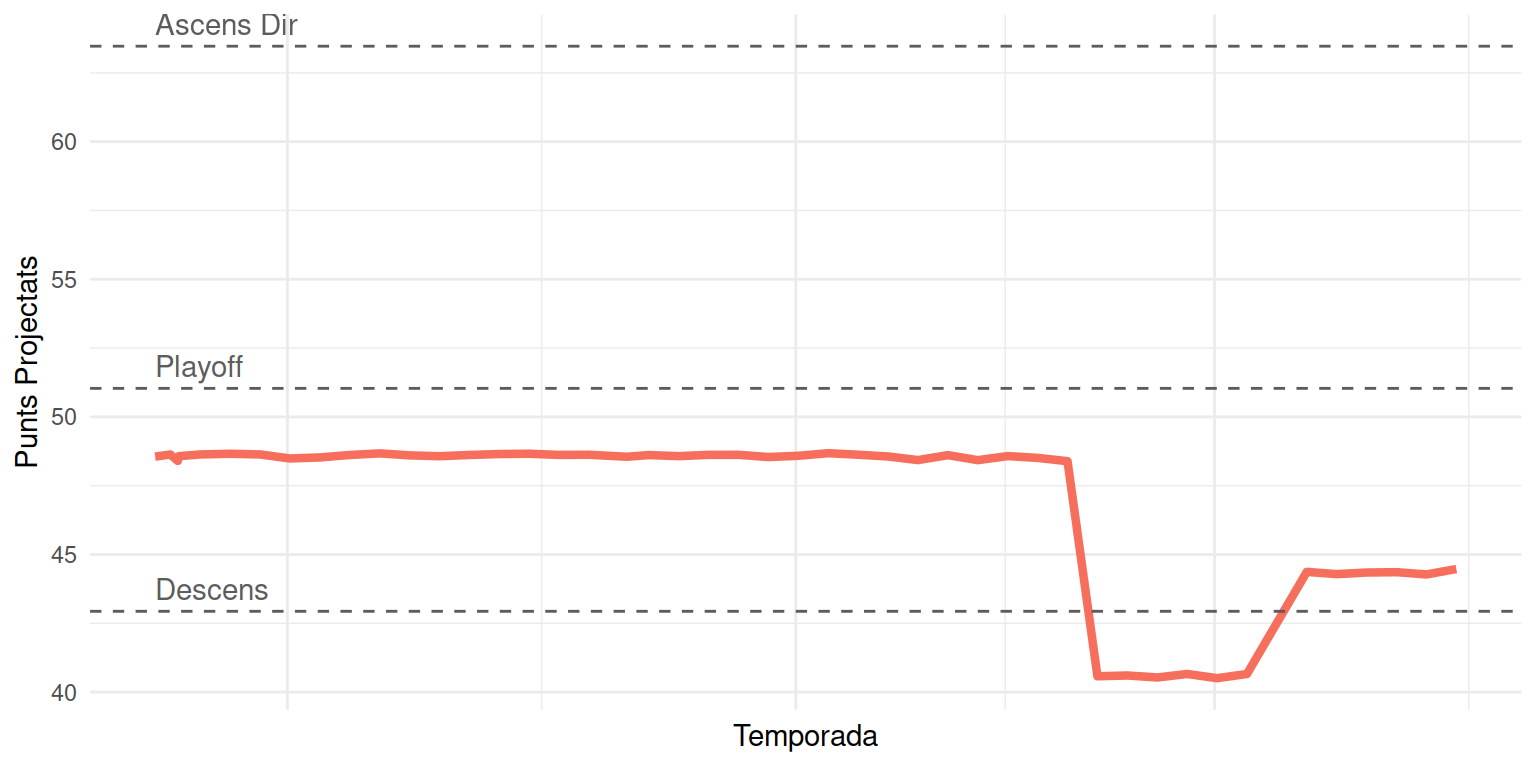 Ascens Dir
60
55
Playoff
50
45
Descens
40
Punts Projectats
Temporada